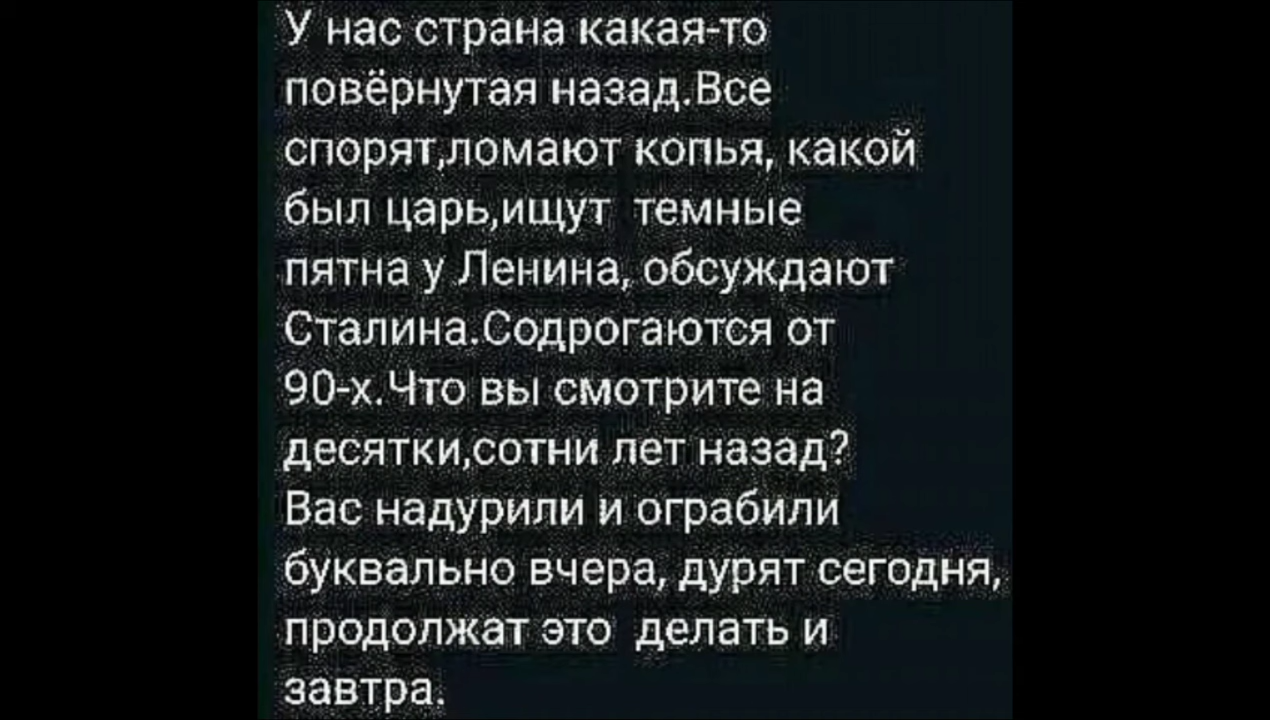 У нас страна какая-то
повёрнутая назад.Все
спорят,ломают копья, какой
был царь,ищут темные
пятна у Ленина, обсуждают
Сталина.Содрогаются от
90-х.Что вы смотрите на
десятки,сотни лет назад?
Вас надурили и ограбили
буквально вчера, дурят сегодня,
продолжат это делать и
завтра.